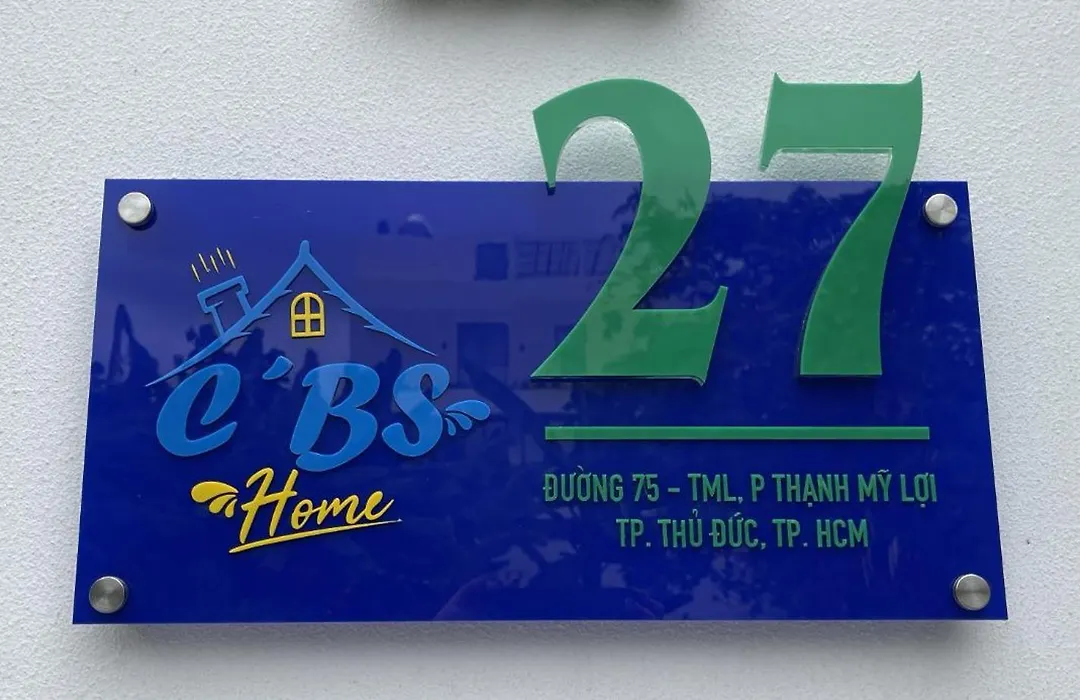 C'BS
Home
27
ĐƯỜNG 75 - TML, P THẠNH MỸ LỢI
TP. THỦ ĐỨC, TP. HCM